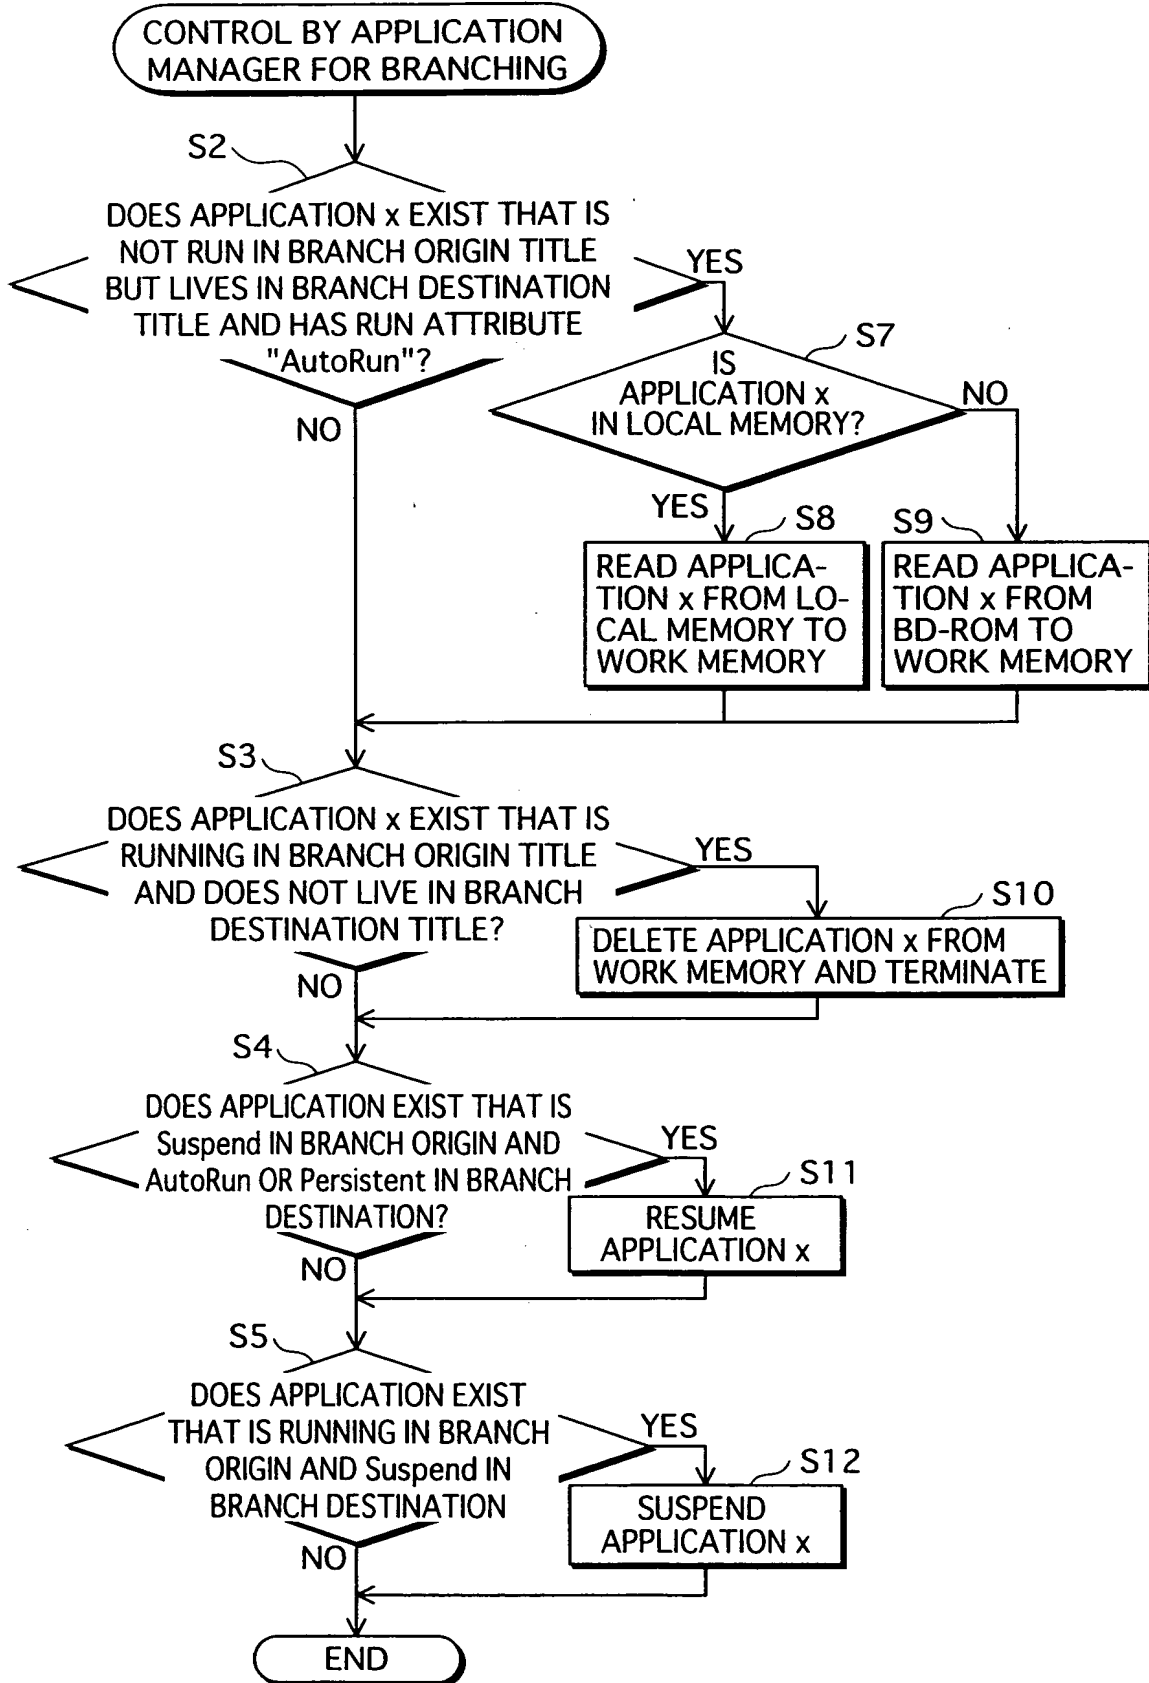 CONTROL BY APPLICATION
MANAGER FOR BRANCHING
S2
DOES APPLICATION x EXIST THAT IS
NOT RUN IN BRANCH ORIGIN TITLE
BUT LIVES IN BRANCH DESTINATION
TITLE AND HAS RUN ATTRIBUTE
"AutoRun"?
YES
NO
S7
IS
APPLICATION x
IN LOCAL MEMORY?
NO
YES
S8
READ APPLICA-
TION x FROM LO-
CAL MEMORY TO
WORK MEMORY
S9
READ APPLICA-
TION x FROM
BD-ROM TO
WORK MEMORY
S3
DOES APPLICATION x EXIST THAT IS
RUNNING IN BRANCH ORIGIN TITLE
AND DOES NOT LIVE IN BRANCH
DESTINATION TITLE?
YES
NO
S10
DELETE APPLICATION x FROM
WORK MEMORY AND TERMINATE
S4
DOES APPLICATION EXIST THAT IS
Suspend IN BRANCH ORIGIN AND
AutoRun OR Persistent IN BRANCH
DESTINATION?
YES
NO
S11
RESUME
APPLICATION x
S5
DOES APPLICATION EXIST
THAT IS RUNNING IN BRANCH
ORIGIN AND Suspend IN
BRANCH DESTINATION
YES
NO
S12
SUSPEND
APPLICATION x
END